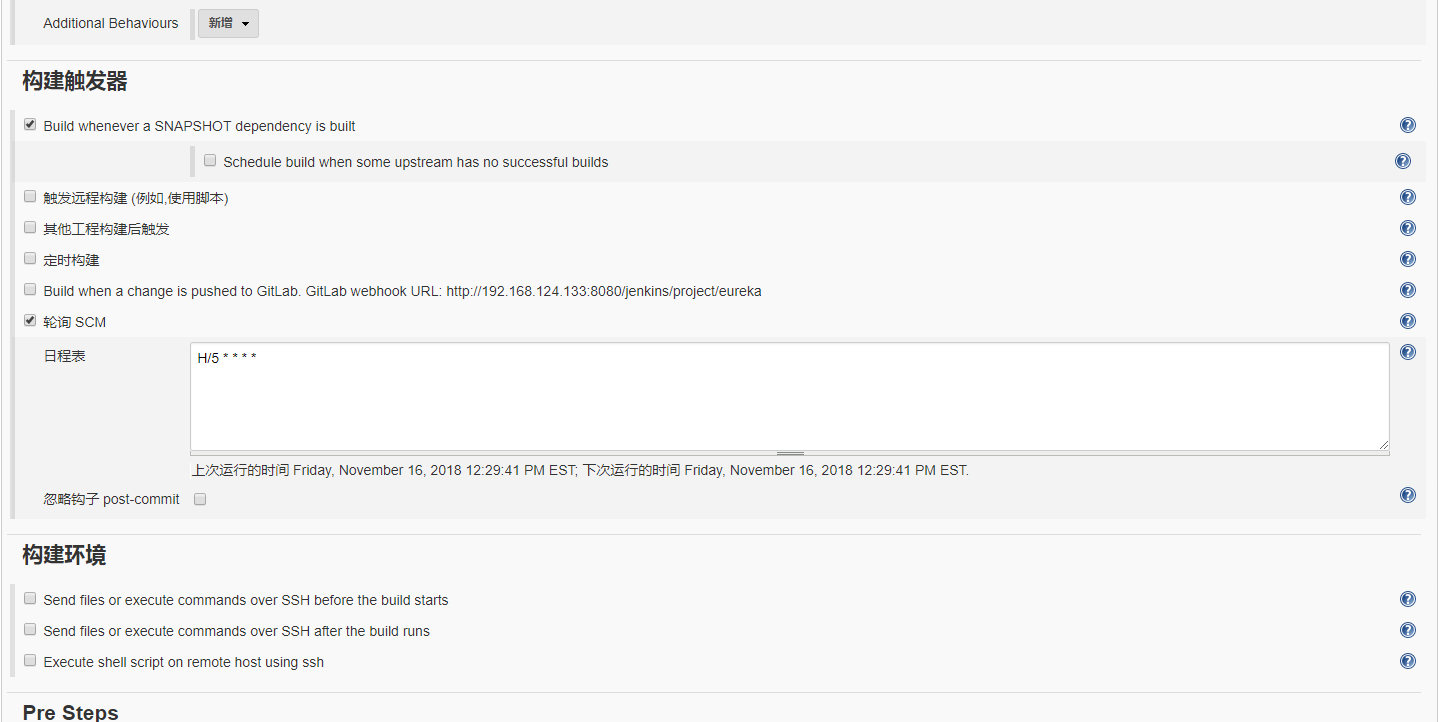 Additional Behaviours 新增
构建触发器
Build whenever a SNAPSHOT dependency is built
Schedule build when some upstream has no successful builds
触发远程构建 (例如,使用脚本)
其他工程构建后触发
定时构建
Build when a change is pushed to GitLab. GitLab webhook URL: http://192.168.124.133:8080/jenkins/project/eureka
轮询 SCM
日程表 H/5 * * * *
上次运行的时间 Friday, November 16, 2018 12:29:41 PM EST; 下次运行的时间 Friday, November 16, 2018 12:29:41 PM EST.
忽略钩子 post-commit
构建环境
Send files or execute commands over SSH before the build starts
Send files or execute commands over SSH after the build runs
Execute shell script on remote host using ssh
Pre Steps